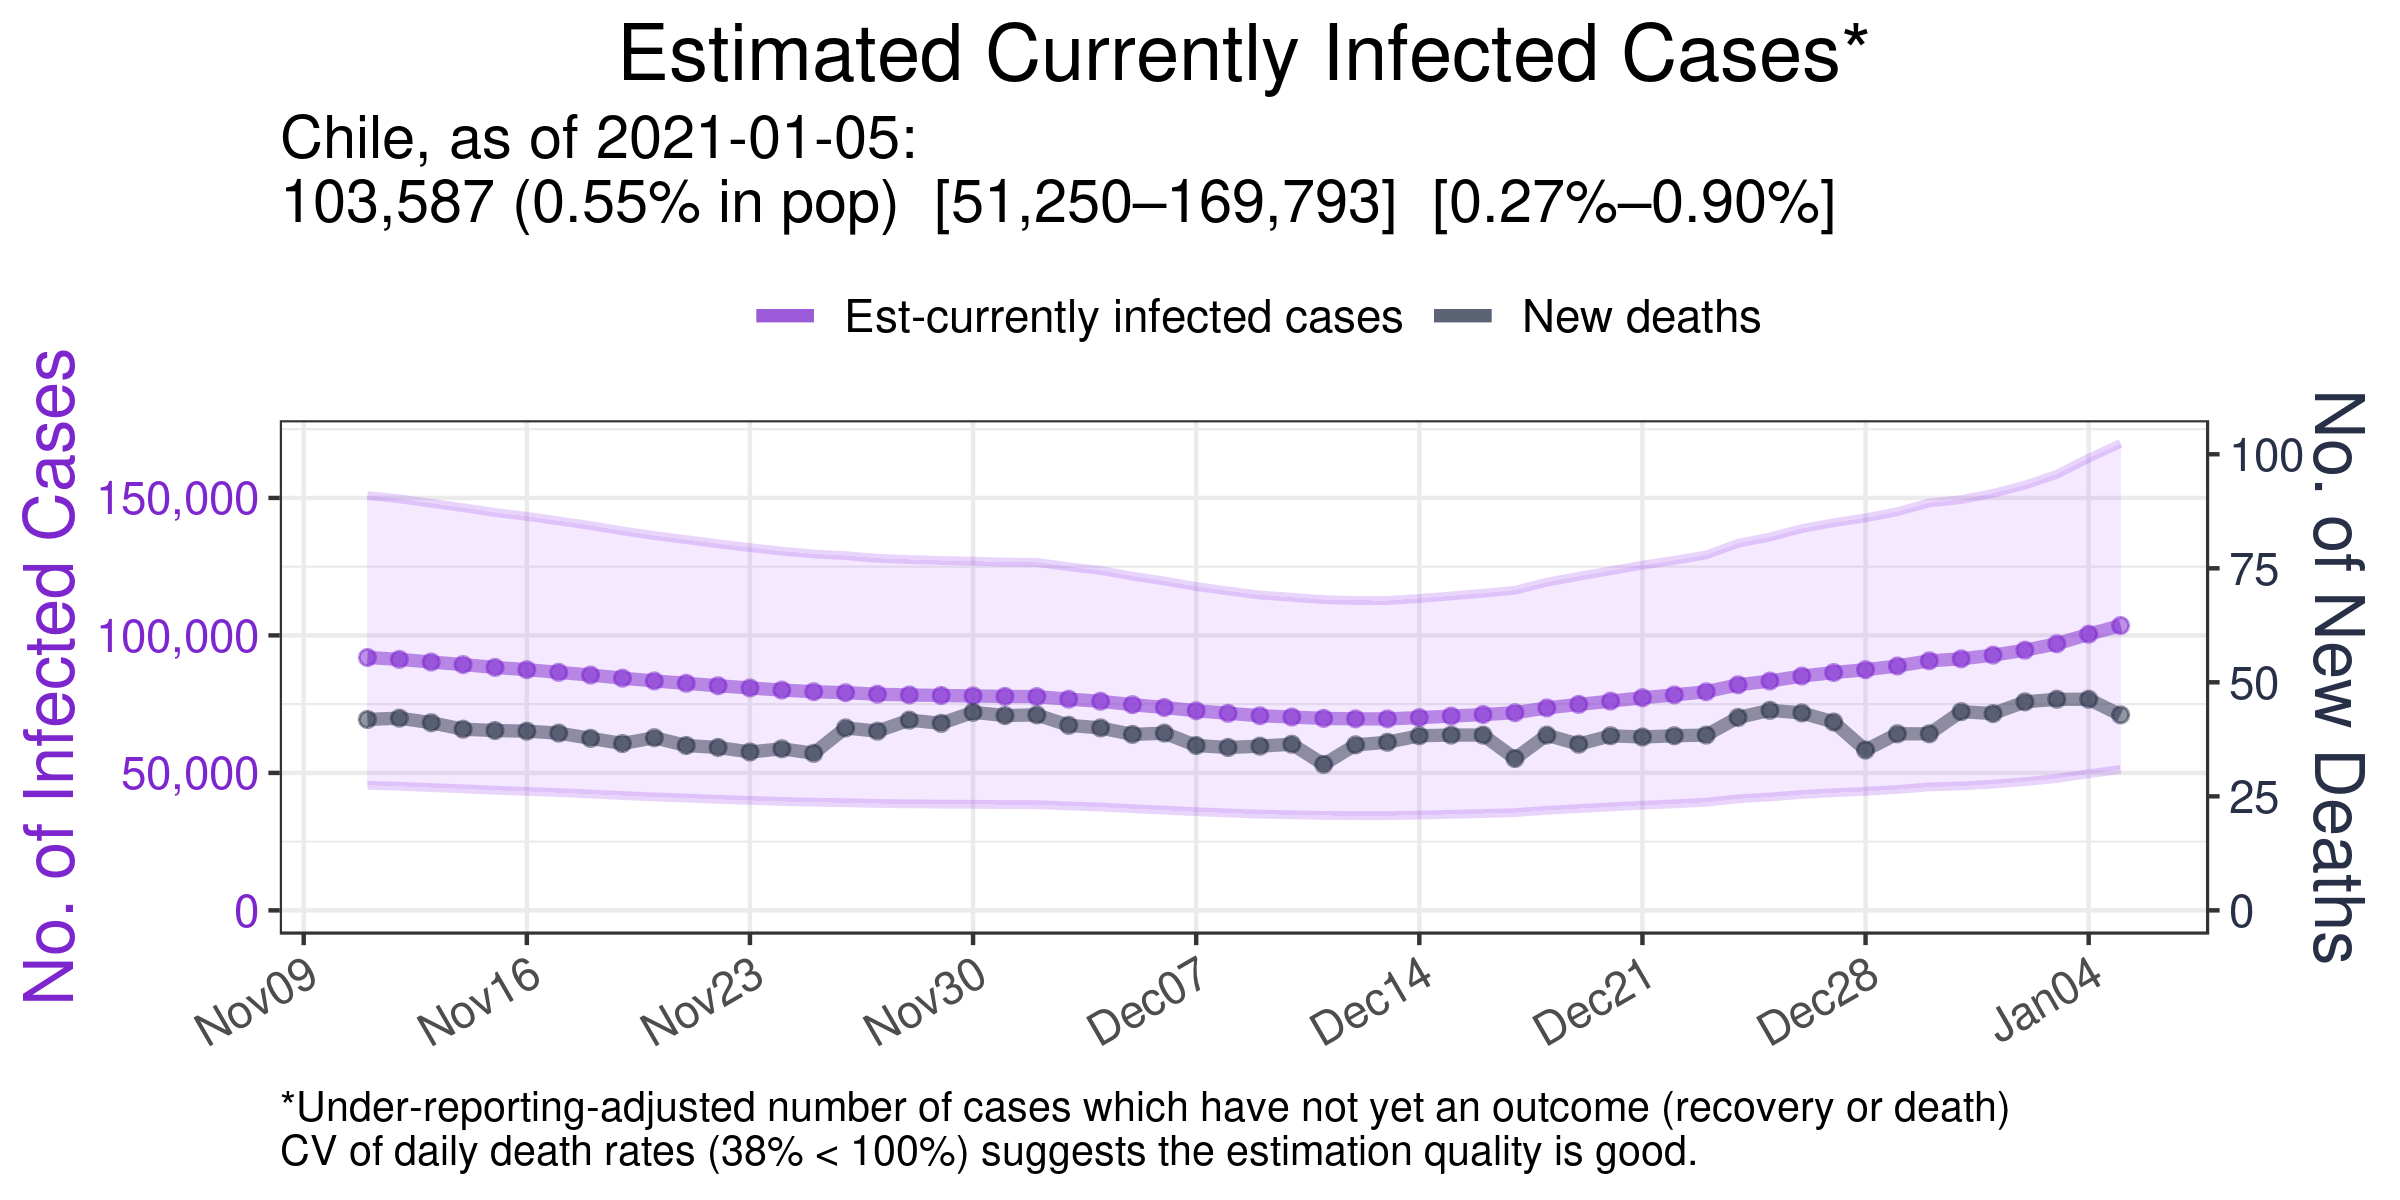 Estimated Currently Infected Cases*
Chile, as of 2021-01-05:
103,587 (0.55% in pop)  [51,250–169,793]  [0.27%–0.90%]
Est-currently infected cases
New deaths
No. of Infected Cases
150,000
100,000
50,000
0
No. of New Deaths
100
75
50
25
0
Nov09
Nov16
Nov23
Nov30
Dec07
Dec14
Dec21
Dec28
Jan04
*Under-reporting-adjusted number of cases which have not yet an outcome (recovery or death)
CV of daily death rates (38% < 100%) suggests the estimation quality is good.